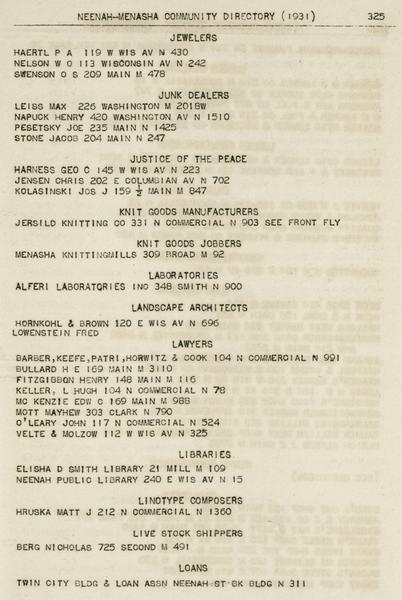 NEENAH—MENASHA COMMUNITY DIRECTORY (1931) 325
JEWELERS
HAERTL P A 119 W WIS AV N 430
NELSON W O 113 WISCONSIN AV N 242
SWENSON O S 209 MAIN M 478
JUNK DEALERS
LEISS MAX 226 WASHINGTON M 2018W
NAPUCK HENRY 420 WASHINGTON AV N 1510
PESETSKY JOE 235 MAIN N 1425
STONE JACOB 204 MAIN N 247
JUSTICE OF THE PEACE
HARNESS GEO C 145 W WIS AV N 223
JENSEN CHRIS 202 E COLUMBIAN AV N 702
KOLASINSKI JOS J 159 ½ MAIN M 847
KNIT GOODS MANUFACTURERS
JERSILD KNITTING CO 331 N COMMERCIAL N 903 SEE FRONT FLY
KNIT GOODS JOBBERS
MENASHA KNITTINGMILLS 309 BROAD M 92
LABORATORIES
ALFERI LABORATORIES INC 348 SMITH N 900
LANDSCAPE ARCHITECTS
HORNKOHL & BROWN 120 E WIS AV N 696
LOWENSTEIN FRED
LAWYERS
BARBER,KEEFE,PATRI,HORWITZ & COOK 104 N COMMERCIAL N 991
BULLARD H E 169 MAIN M 3110
FITZGIBBON HENRY 148 MAIN M 116
KELLER, L HUGH 104 N COMMERCIAL N 78
MC KENZIE EDW C 169 MAIN M 988
MOTT MAYHEW 303 CLARK N 790
O'LEARY JOHN 117 N COMMERCIAL N 524
VELTE & MOLZOW 112 W WIS AV N 325
LIBRARIES
ELISHA D SMITH LIBRARY 21 MILL M 109
NEENAH PUBLIC LIBRARY 240 E WIS AV N 15
LINOTYPE COMPOSERS
HRUSKA MATT J 212 N COMMERCIAL N 1360
LIVE STOCK SHIPPERS
BERG NICHOLAS 725 SECOND M 491
LOANS
TWIN CITY BLDG & LOAN ASSN NEENAH ST BK BLDG N 311